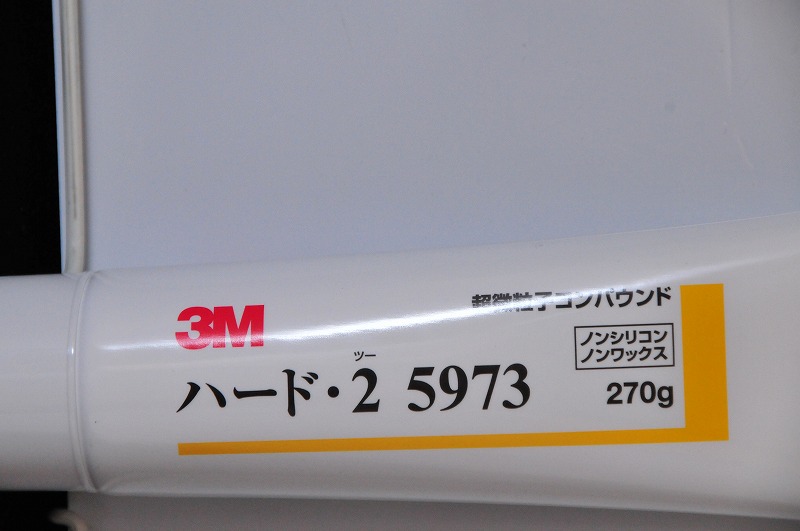 3M
超微粒子コンパウンド
ノンシリコン
ノンワックス
ツー
ハード・2 5973
270g